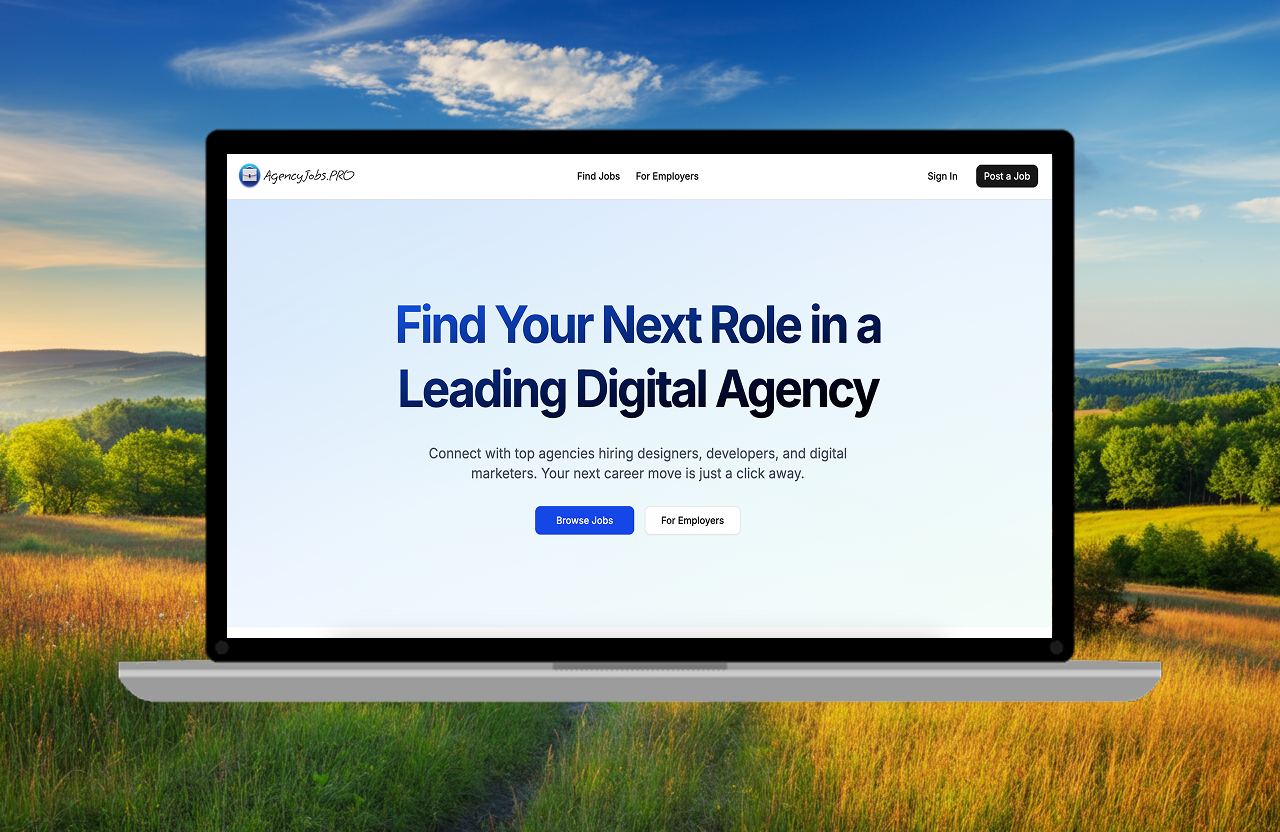 AgencyJobs.PRO
Find Jobs
For Employers
Sign In
Post a Job
Find Your Next Role in a
Leading Digital Agency
Connect with top agencies hiring designers, developers, and digital
marketers. Your next career move is just a click away.
Browse Jobs
For Employers